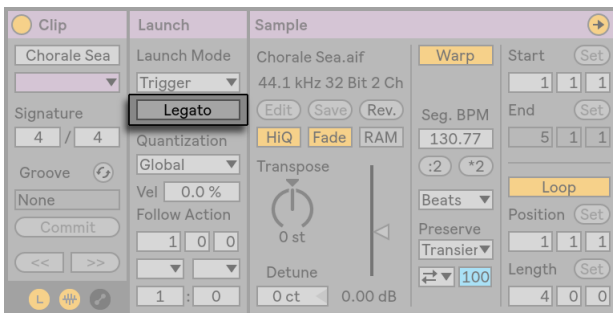 Clip
Chorale Sea
Signature
4 / 4
Groove
None
Commit
<< >>
L
Launch
Launch Mode
Trigger
Legato
Quantization
Global
Vel 0.0 %
Follow Action
1 0 0
1 : 0
Sample
Chorale Sea.aif
44.1 kHz 32 Bit 2 Ch
Edit Save Rev.
HiQ Fade RAM
Transpose
0 st
Detune
0 ct 0.00 dB
Warp
Seg. BPM
130.77
:2 *2
Beats
Preserve
Transier
100
Start Set
1 1 1
End Set
5 1 1
Loop
Position Set
1 1 1
Length Set
4 0 0